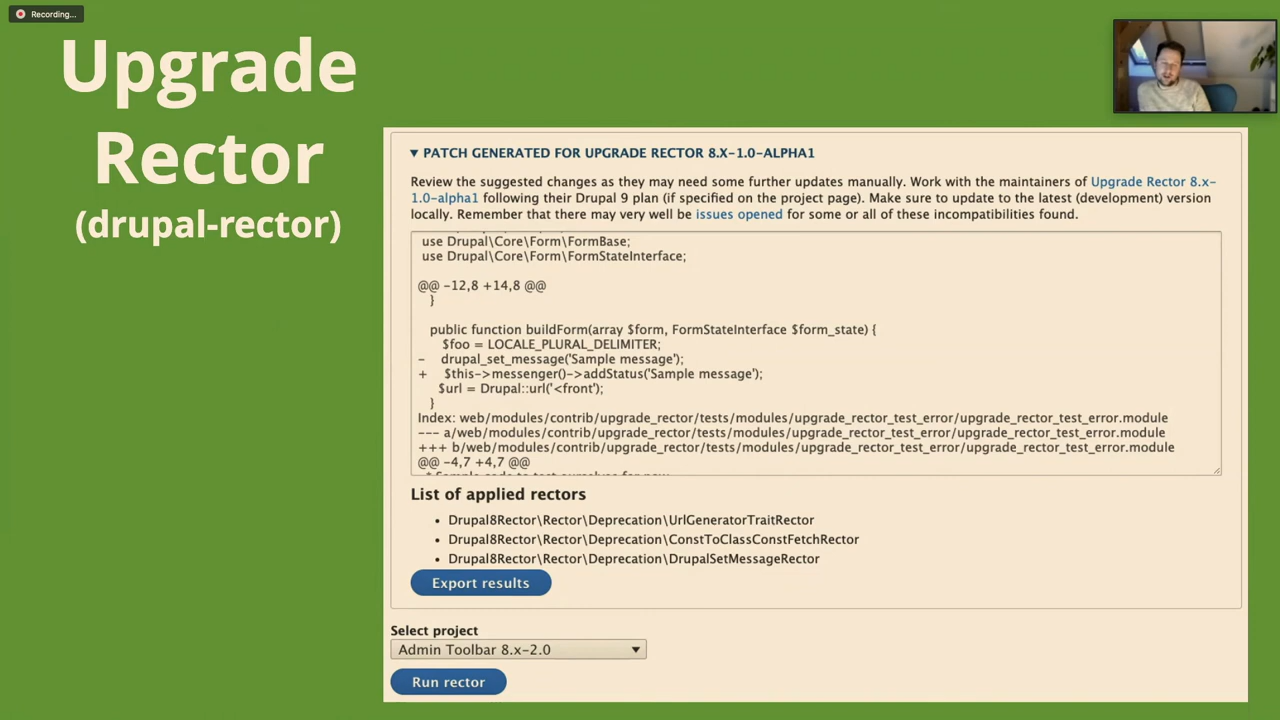 Recording...
Upgrade
Rector
(drupal-rector)
▼ PATCH GENERATED FOR UPGRADE RECTOR 8.X-1.0-ALPHA1
Review the suggested changes as they may need some further updates manually. Work with the maintainers of Upgrade Rector 8.x-
1.0-alpha1 following their Drupal 9 plan (if specified on the project page). Make sure to update to the latest (development) version
locally. Remember that there may very well be issues opened for some or all of these incompatibilities found.
use Drupal\Core\Form\FormBase;
use Drupal\Core\Form\FormStateInterface;
@@ -12,8 +14,8 @@
}
public function buildForm(array $form, FormStateInterface $form_state) {
$foo = LOCALE_PLURAL_DELIMITER;
- drupal_set_message('Sample message');
+ $this->messenger()->addStatus('Sample message');
$url = Drupal::url('<front');
}
Index: web/modules/contrib/upgrade_rector/tests/modules/upgrade_rector_test_error/upgrade_rector_test_error.module
--- a/web/modules/contrib/upgrade_rector/tests/modules/upgrade_rector_test_error/upgrade_rector_test_error.module
+++ b/web/modules/contrib/upgrade_rector/tests/modules/upgrade_rector_test_error/upgrade_rector_test_error.module
@@ -4,7 +4,7 @@
List of applied rectors
• Drupal8Rector\Rector\Deprecation\UrlGeneratorTraitRector
• Drupal8Rector\Rector\Deprecation\ConstToClassConstFetchRector
• Drupal8Rector\Rector\Deprecation\DrupalSetMessageRector
Export results
Select project
Admin Toolbar 8.x-2.0
Run rector